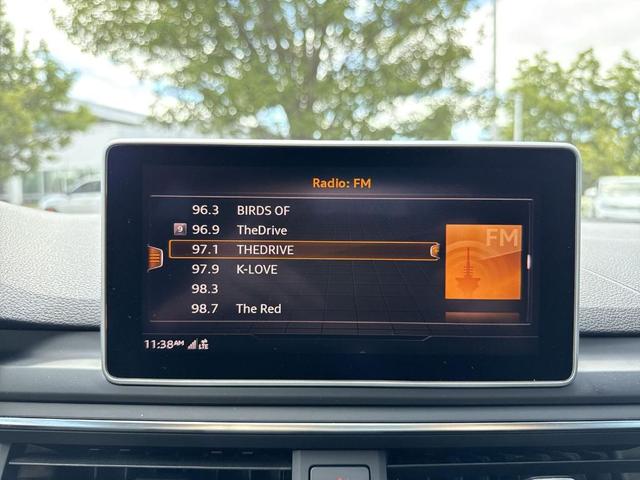 Radio: FM
96.3 BIRDS OF
9 96.9 TheDrive
97.1 THEDRIVE
97.9 K-LOVE
98.3
98.7 The Red
FM
11:38AM LTE